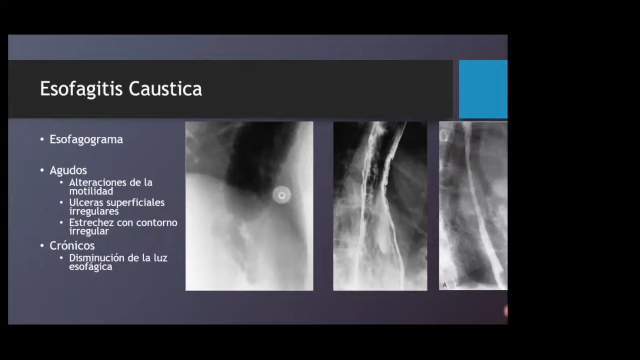 Esofagitis Caustica
• Esofagograma
• Agudos
• Alteraciones de la
motilidad
• Ulceras superficiales
irregulares
• Estrechez con contorno
irregular
• Crónicos
• Disminución de la luz
esofágica
A